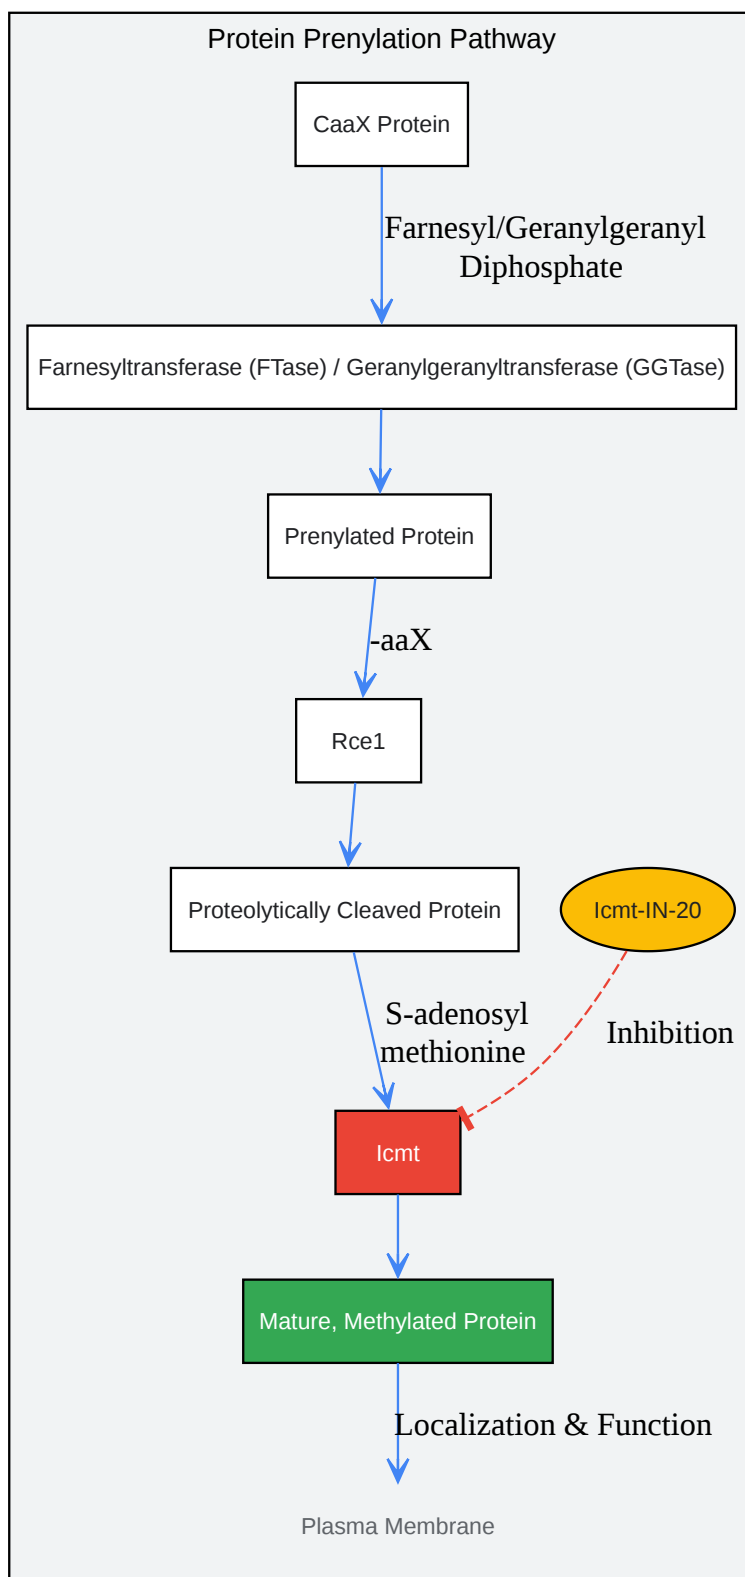 Protein Prenylation Pathway
CaaX Protein
Farnesyl/Geranylgeranyl
Diphosphate
Farnesyltransferase (FTase) / Geranylgeranyltransferase (GGTase)
Prenylated Protein
-aaX
Rce1
Proteolytically Cleaved Protein
Icmt-IN-20
S-adenosyl
methionine
Inhibition
Icmt
Mature, Methylated Protein
Localization & Function
Plasma Membrane